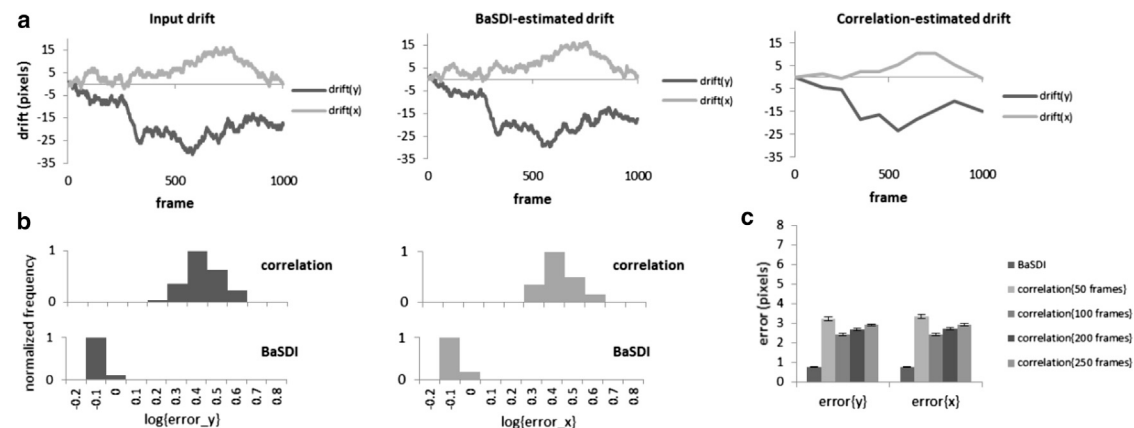 a
Input drift
BaSDI-estimated drift
Correlation-estimated drift
drift (pixels)
15
5
-5
-15
-25
-35
0
500
1000
frame
drift(y)
drift(x)
15
5
-5
-15
-25
-35
0
500
1000
frame
drift(y)
drift(x)
15
5
-5
-15
-25
-35
0
500
1000
frame
drift(y)
drift(x)
b
normalized frequency
1
0
correlation
1
0
BaSDI
-0.2
-0.1
0
0.1
0.2
0.3
0.4
0.5
0.6
0.7
0.8
log{error_y}
1
0
correlation
1
0
BaSDI
-0.2
-0.1
0
0.1
0.2
0.3
0.4
0.5
0.6
0.7
0.8
log{error_x}
c
error (pixels)
8
7
6
5
4
3
2
1
0
error{y}
error{x}
BaSDI
correlation{50 frames}
correlation{100 frames}
correlation{200 frames}
correlation{250 frames}